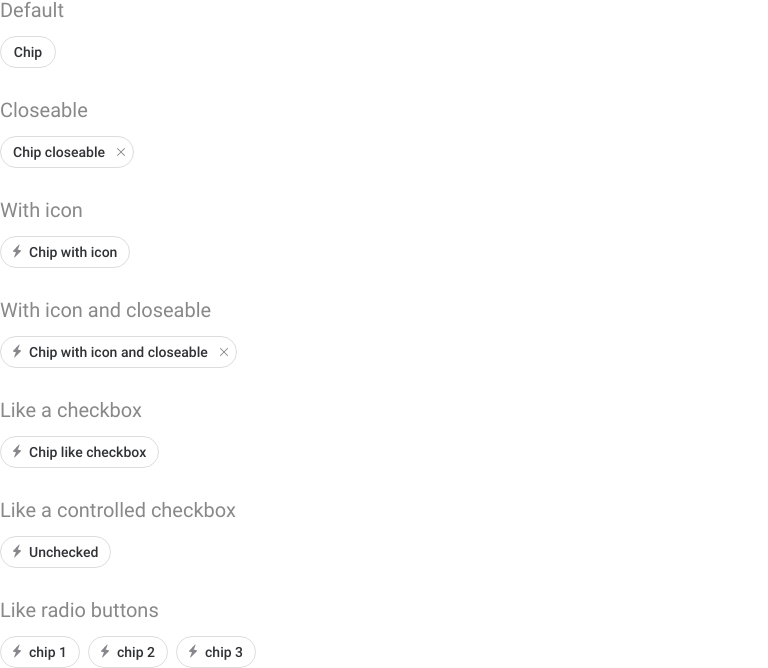 Default
Chip
Closeable
Chip closeable
With icon
Chip with icon
With icon and closeable
Chip with icon and closeable
Like a checkbox
Chip like checkbox
Like a controlled checkbox
Unchecked
Like radio buttons
chip 1 chip 2 chip 3